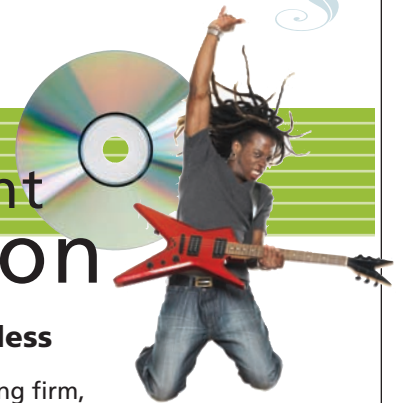 nt
on
less
ng firm,